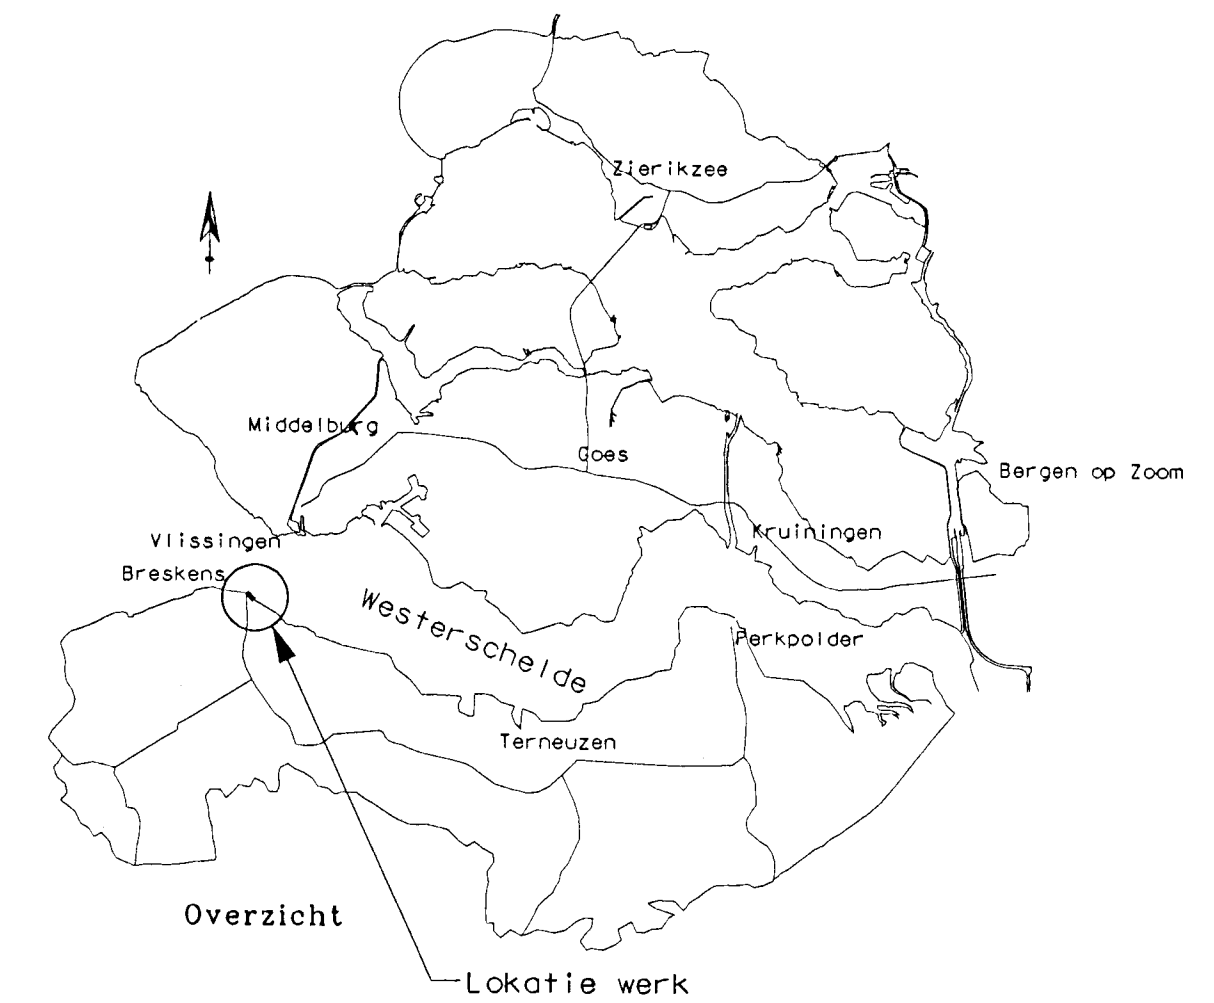 Zierikzee
Middelburg
Goes
Bergen op Zoom
Vlissingen
Kruiningen
Breskens
Westerschelde
Perkpolder
Terneuzen
Overzicht
Lokatie werk